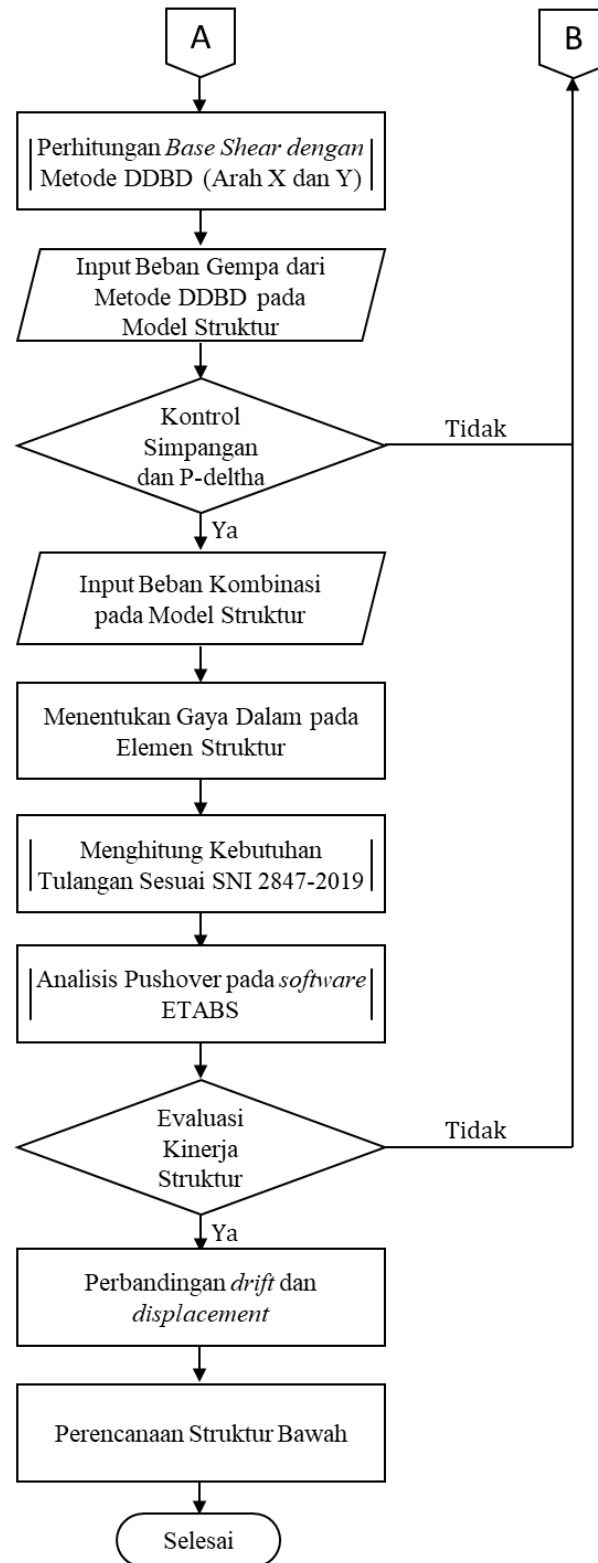 A
B
Perhitungan Base Shear dengan
Metode DDBD (Arah X dan Y)
Input Beban Gempa dari
Metode DDBD pada
Model Struktur
Kontrol
Simpangan
dan P-deltha
Tidak
Ya
Input Beban Kombinasi
pada Model Struktur
Menentukan Gaya Dalam pada
Elemen Struktur
Menghitung Kebutuhan
Tulangan Sesuai SNI 2847-2019
Analisis Pushover pada software
ETABS
Evaluasi
Kinerja
Struktur
Tidak
Ya
Perbandingan drift dan
displacement
Perencanaan Struktur Bawah
Selesai